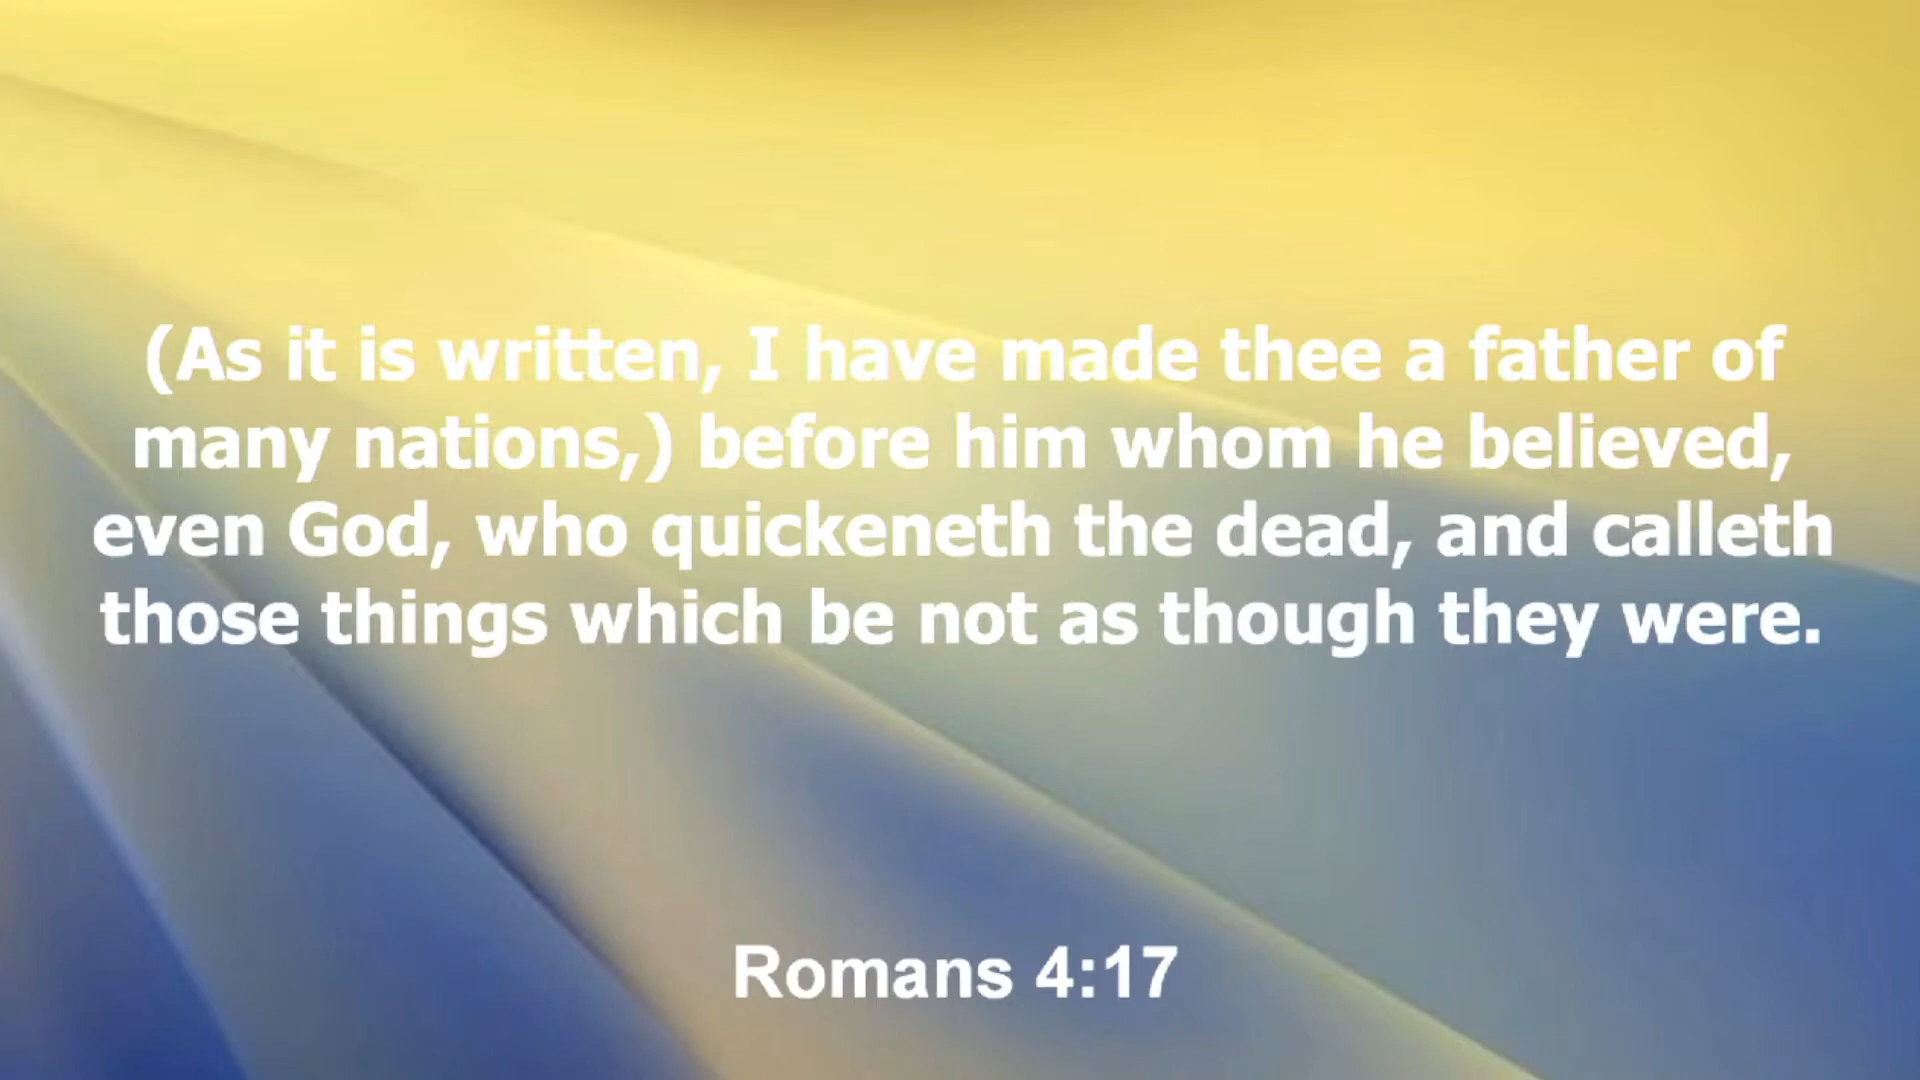 (As it is written, I have made thee a father of
many nations,) before him whom he believed,
even God, who quickeneth the dead, and calleth
those things which be not as though they were.
Romans 4:17